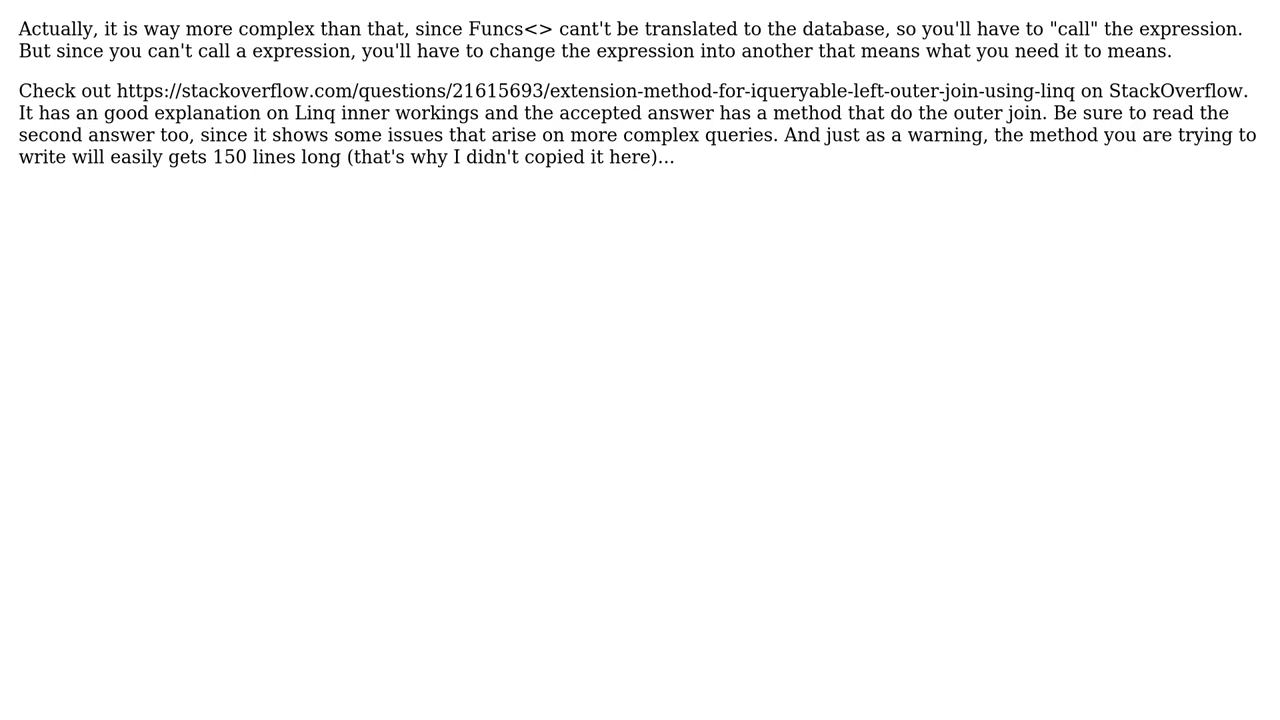 Actually, it is way more complex than that, since Funcs<> cant't be translated to the database, so you'll have to "call" the expression.
But since you can't call a expression, you'll have to change the expression into another that means what you need it to means.
Check out https://stackoverflow.com/questions/21615693/extension-method-for-iqueryable-left-outer-join-using-linq on StackOverflow.
It has an good explanation on Linq inner workings and the accepted answer has a method that do the outer join. Be sure to read the
second answer too, since it shows some issues that arise on more complex queries. And just as a warning, the method you are trying to
write will easily gets 150 lines long (that's why I didn't copied it here)...